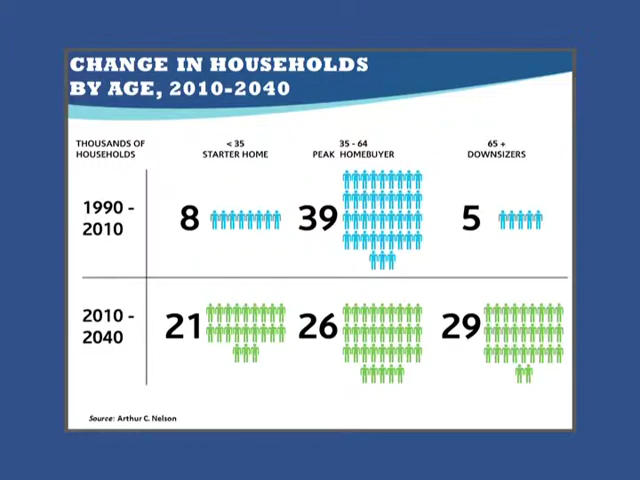 CHANGE IN HOUSEHOLDS
BY AGE, 2010-2040
THOUSANDS OF
HOUSEHOLDS
< 35
STARTER HOME
35 - 64
PEAK HOMEBUYER
65 +
DOWNSIZERS
1990 -
2010
8
39
5
2010 -
2040
21
26
29
Source: Arthur C. Nelson